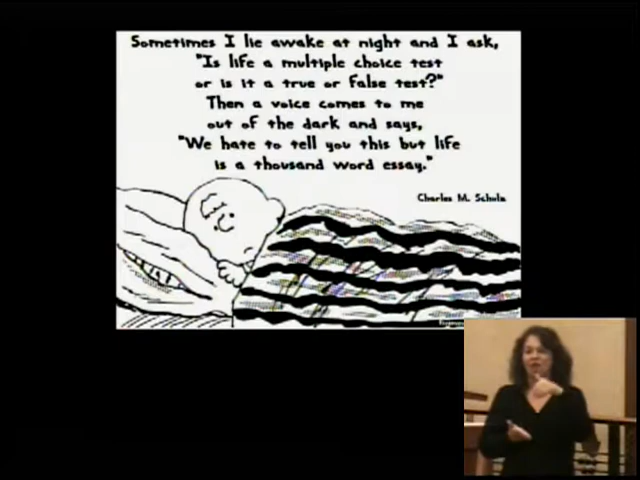 Sometimes I lie awake at night and I ask,
"Is life a multiple choice test
or is it a true or false test?"
Then a voice comes to me
out of the dark and says,
"We hate to tell you this but life
is a thousand word essay."
Charles M. Schulz